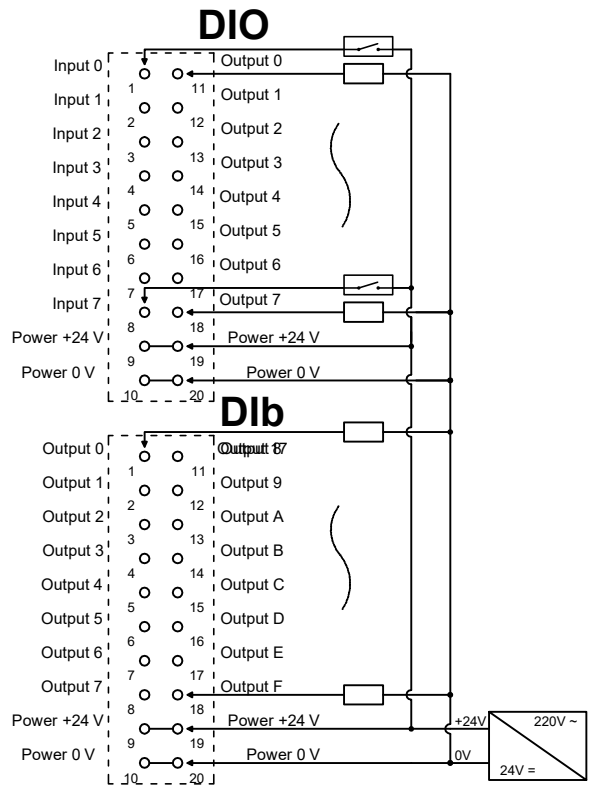 DIO
Input 0 Output 0
1 11
Input 1 Output 1
2 12
Input 2 Output 2
3 13
Input 3 Output 3
4 14
Input 4 Output 4
5 15
Input 5 Output 5
6 16
Input 6 Output 6
7 17
Input 7 Output 7
8 18
Power +24 V Power +24 V
9 19
Power 0 V Power 0 V
10 20
DIb
Output 0
1 11
Output 1 Output 9
2 12
Output 2 Output A
3 13
Output 3 Output B
4 14
Output 4 Output C
5 15
Output 5 Output D
6 16
Output 6 Output E
7 17
Output 7 Output F
8 18
Power +24 V Power +24 V +24V 220V ~
9 19
Power 0 V Power 0 V 0V 24V =
10 20